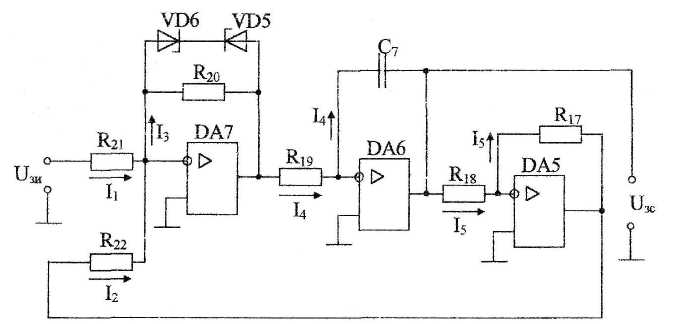 VD6 VD5
C7
R20
I3
I4
R21
DA7
R19
DA6
I5
R17
R18
DA5
Uзи
I1
I4
I5
Uзс
R22
I2